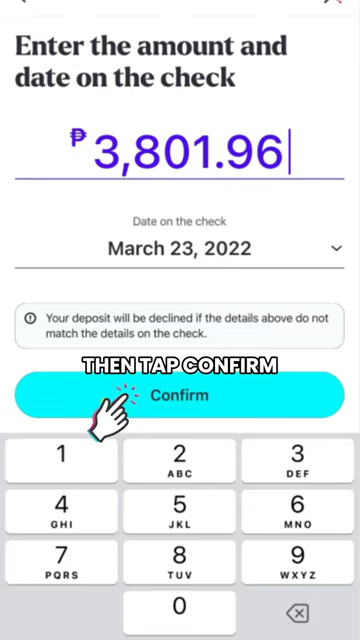 Enter the amount and
date on the check
₱3,801.96
Date on the check
March 23, 2022
Your deposit will be declined if the details above do not
match the details on the check.
THEN TAP CONFIRM
Confirm
1 2 3
ABC DEF
4 5 6
GHI JKL MNO
7 8 9
PQRS TUV WXYZ
0